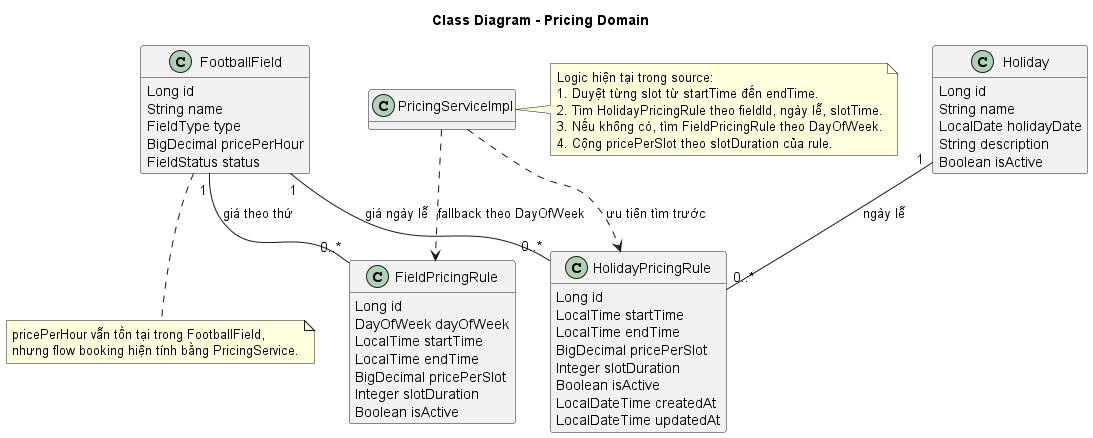 Class Diagram - Pricing Domain
C FootballField
Long id
String name
FieldType type
BigDecimal pricePerHour
FieldStatus status
C PricingServiceImpl
Logic hiện tại trong source:
1. Duyệt từng slot từ startTime đến endTime.
2. Tìm HolidayPricingRule theo fieldId, ngày lễ, slotTime.
3. Nếu không có, tìm FieldPricingRule theo DayOfWeek.
4. Cộng pricePerSlot theo slotDuration của rule.
C Holiday
Long id
String name
LocalDate holidayDate
String description
Boolean isActive
1
1
1
giá theo thứ
giá ngày lễ
fallback theo DayOfWeek
ưu tiên tìm trước
ngày lễ
0..*
0..*
0..*
C FieldPricingRule
Long id
DayOfWeek dayOfWeek
LocalTime startTime
LocalTime endTime
BigDecimal pricePerSlot
Integer slotDuration
Boolean isActive
C HolidayPricingRule
Long id
LocalTime startTime
LocalTime endTime
BigDecimal pricePerSlot
Integer slotDuration
Boolean isActive
LocalDateTime createdAt
LocalDateTime updatedAt
pricePerHour vẫn tồn tại trong FootballField,
nhưng flow booking hiện tính bằng PricingService.